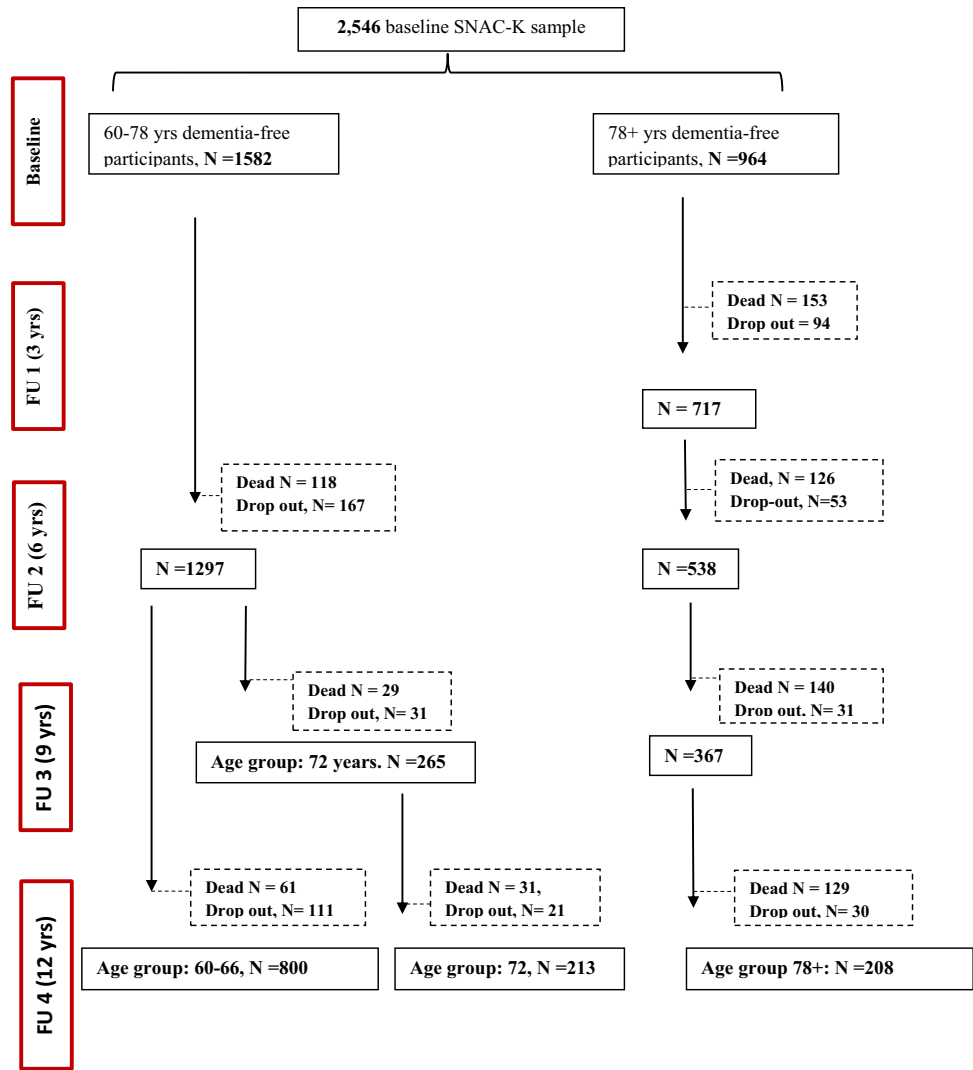 2,546 baseline SNAC-K sample
Baseline
60-78 yrs dementia-free
participants, N =1582
78+ yrs dementia-free
participants, N =964
FU 1 (3 yrs)
Dead N = 153
Drop out = 94
N = 717
FU 2 (6 yrs)
Dead N = 118
Drop out, N= 167
Dead, N = 126
Drop-out, N=53
N =1297
N =538
FU 3 (9 yrs)
Dead N = 29
Drop out, N= 31
Dead N = 140
Drop out, N= 31
Age group: 72 years. N =265
N =367
FU 4 (12 yrs)
Dead N = 61
Drop out, N= 111
Dead N = 31,
Drop out, N= 21
Dead N = 129
Drop out, N= 30
Age group: 60-66, N =800
Age group: 72, N =213
Age group 78+: N =208